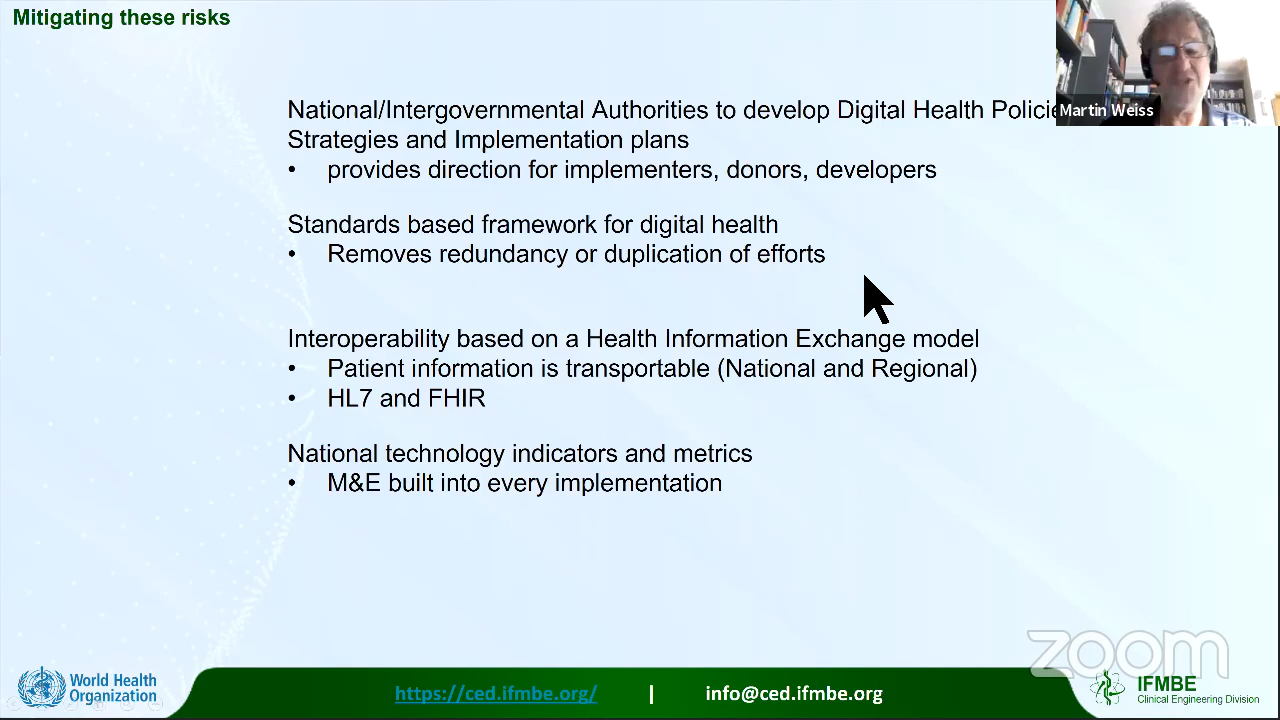 Mitigating these risks
National/Intergovernmental Authorities to develop Digital Health Policie
Martin Weiss
Strategies and Implementation plans
• provides direction for implementers, donors, developers
Standards based framework for digital health
• Removes redundancy or duplication of efforts
Interoperability based on a Health Information Exchange model
• Patient information is transportable (National and Regional)
• HL7 and FHIR
National technology indicators and metrics
• M&E built into every implementation
zoom
World Health
Organization
https://ced.ifmbe.org/ | info@ced.ifmbe.org
IFMBE
Clinical Engineering Division